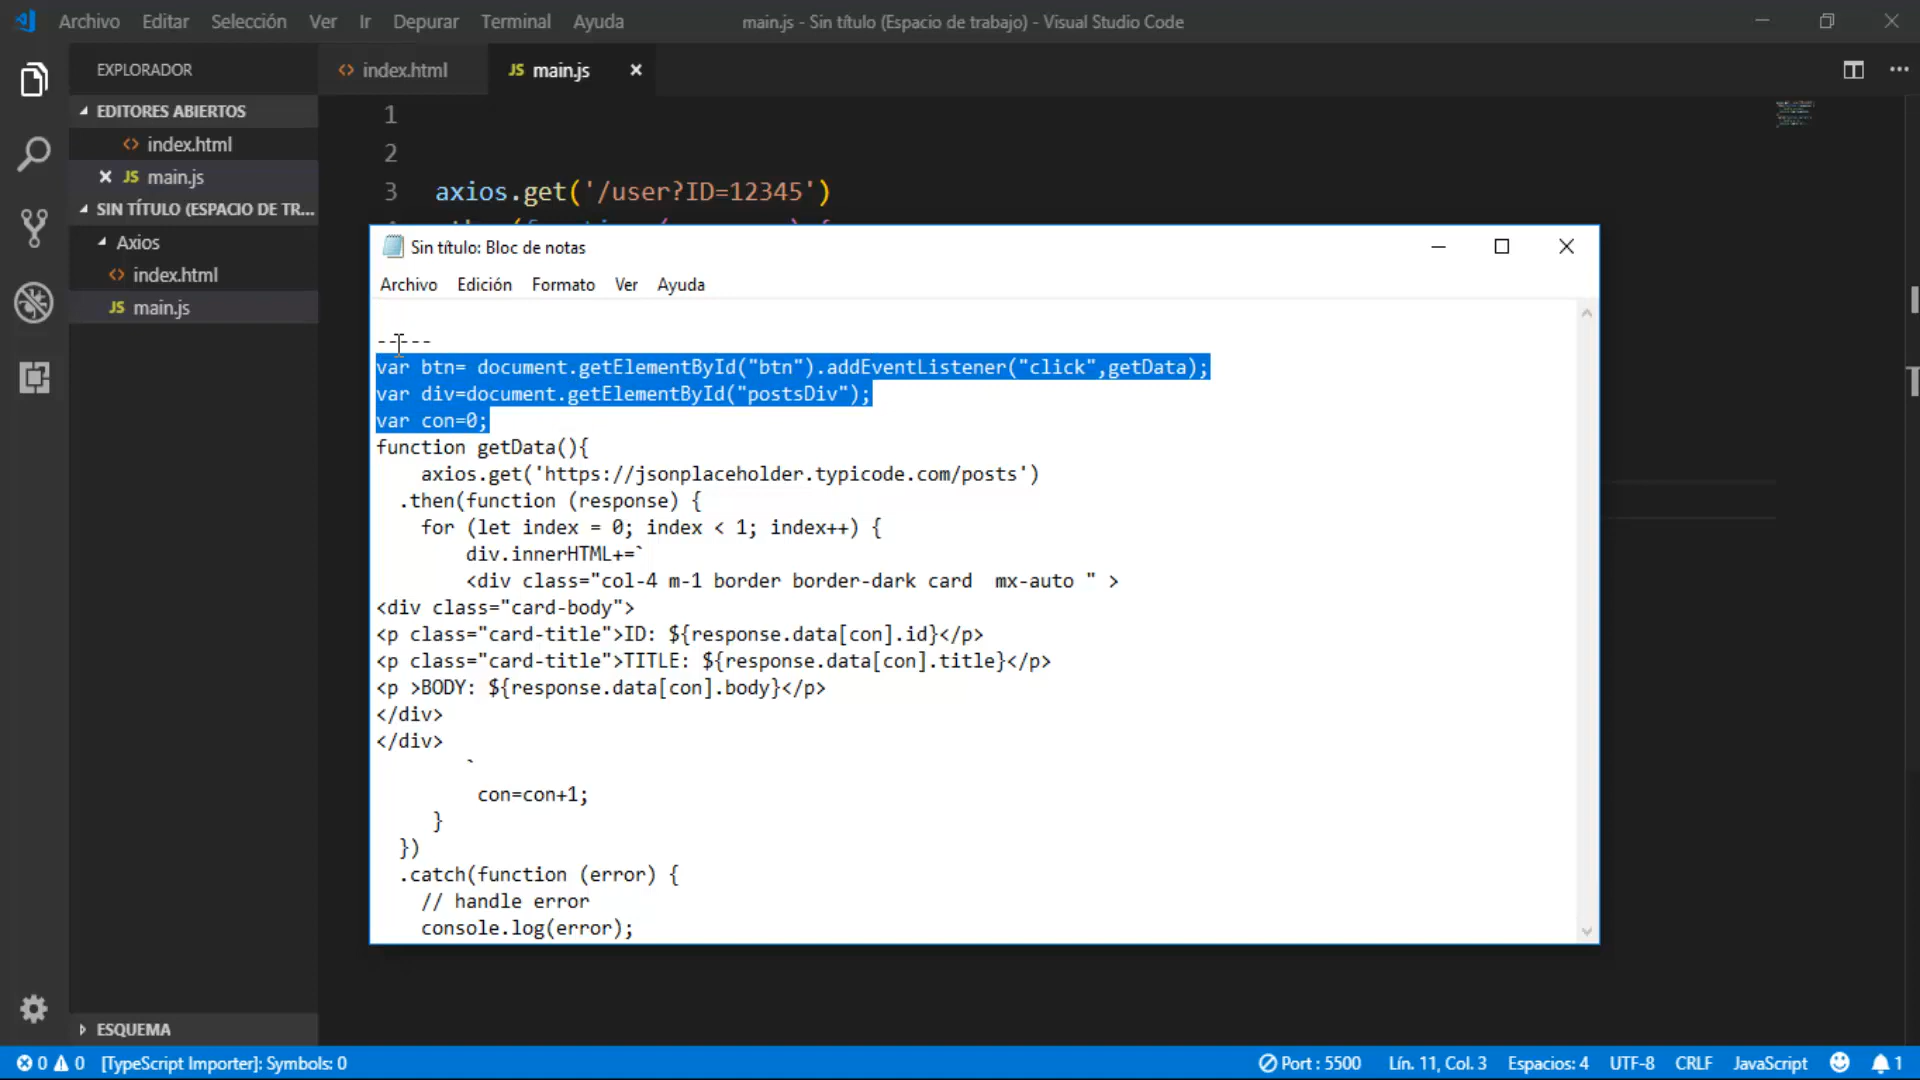 Archivo Editar Selección Ver Ir Depurar Terminal Ayuda
main.js - Sin título (Espacio de trabajo) - Visual Studio Code
EXPLORADOR
EDITORES ABIERTOS
index.html
JS main.js
SIN TÍTULO (ESPACIO DE TR...
Axios
index.html
JS main.js
ESQUEMA
index.html
JS main.js
1
2
3 axios.get('/user?ID=12345')
Sin título: Bloc de notas
Archivo Edición Formato Ver Ayuda
-----
var btn= document.getElementById("btn").addEventListener("click",getData);
var div=document.getElementById("postsDiv");
var con=0;
function getData(){
axios.get('https://jsonplaceholder.typicode.com/posts')
.then(function (response) {
for (let index = 0; index < 1; index++) {
div.innerHTML+=`
<div class="col-4 m-1 border border-dark card  mx-auto " >
<div class="card-body">
<p class="card-title">ID: ${response.data[con].id}</p>
<p class="card-title">TITLE: ${response.data[con].title}</p>
<p >BODY: ${response.data[con].body}</p>
</div>
</div>
`
con=con+1;
}
})
.catch(function (error) {
// handle error
console.log(error);
0 0 [TypeScript Importer]: Symbols: 0
Port : 5500 Lín. 11, Col. 3 Espacios: 4 UTF-8 CRLF JavaScript 1